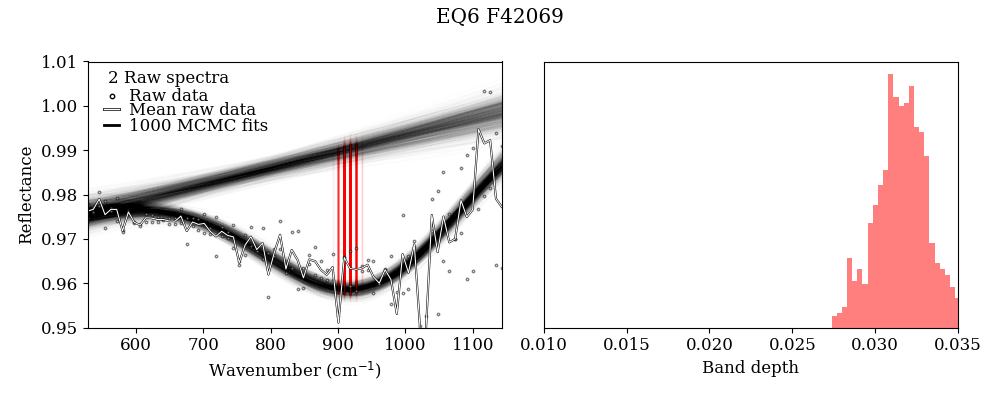 EQ6 F42069
1.01
1.00
0.99
0.98
0.97
0.96
0.95
Reflectance
2 Raw spectra
Raw data
Mean raw data
1000 MCMC fits
600 700 800 900 1000 1100
Wavenumber (cm⁻¹)
0.010 0.015 0.020 0.025 0.030 0.035
Band depth